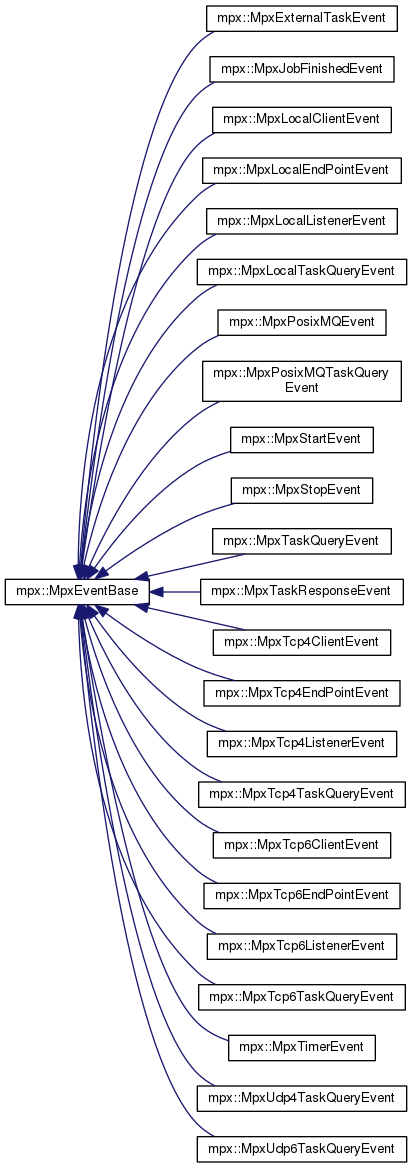 mpx::MpxExternalTaskEvent
mpx::MpxJobFinishedEvent
mpx::MpxLocalClientEvent
mpx::MpxLocalEndPointEvent
mpx::MpxLocalListenerEvent
mpx::MpxLocalTaskQueryEvent
mpx::MpxPosixMQEvent
mpx::MpxPosixMQTaskQuery
Event
mpx::MpxStartEvent
mpx::MpxStopEvent
mpx::MpxTaskQueryEvent
mpx::MpxEventBase
mpx::MpxTaskResponseEvent
mpx::MpxTcp4ClientEvent
mpx::MpxTcp4EndPointEvent
mpx::MpxTcp4ListenerEvent
mpx::MpxTcp4TaskQueryEvent
mpx::MpxTcp6ClientEvent
mpx::MpxTcp6EndPointEvent
mpx::MpxTcp6ListenerEvent
mpx::MpxTcp6TaskQueryEvent
mpx::MpxTimerEvent
mpx::MpxUdp4TaskQueryEvent
mpx::MpxUdp6TaskQueryEvent